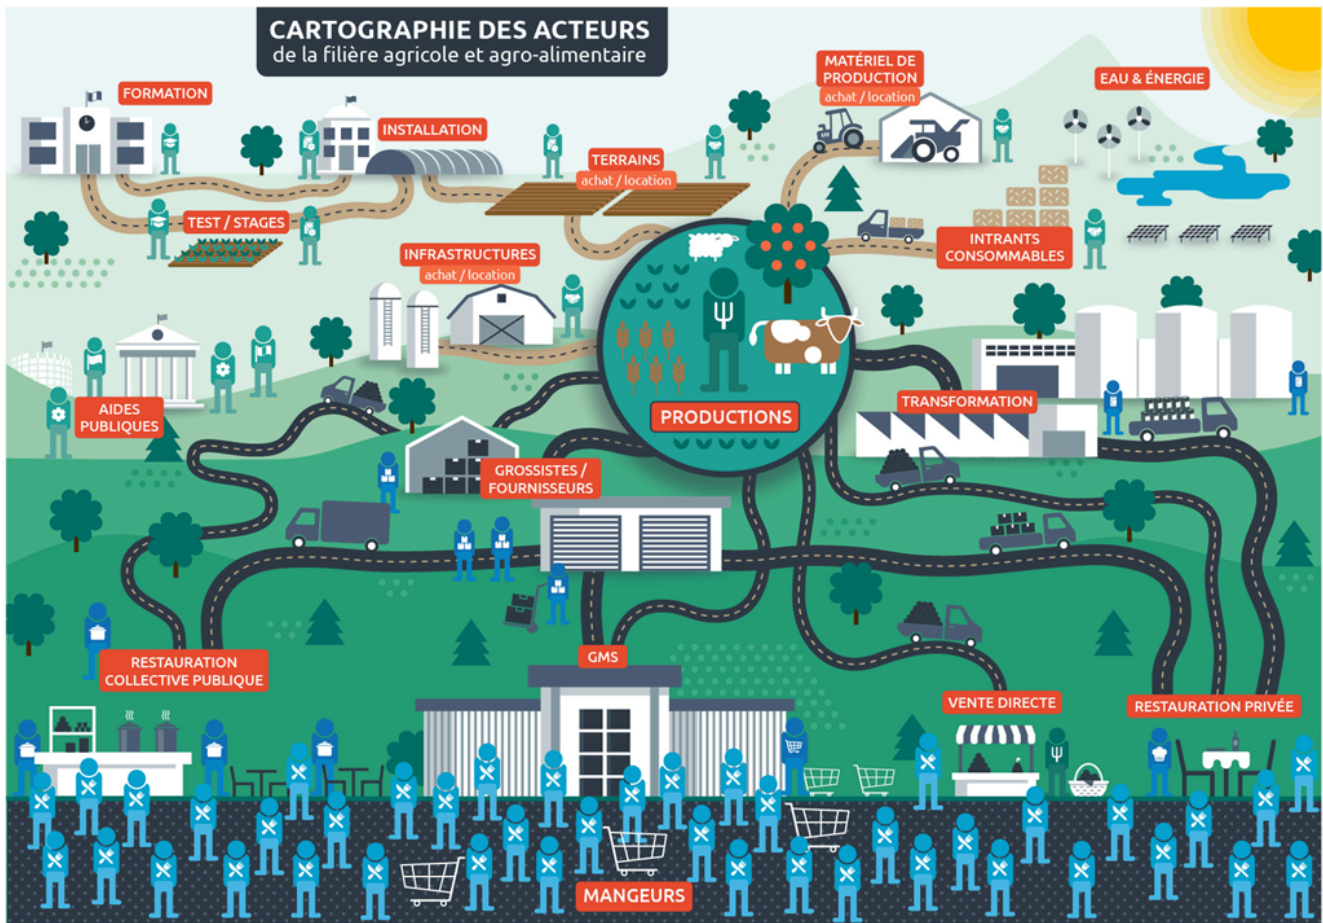 CARTOGRAPHIE DES ACTEURS
de la filière agricole et agro-alimentaire
MATÉRIEL DE
PRODUCTION
achat / location
EAU & ÉNERGIE
FORMATION
INSTALLATION
TERRAINS
achat / location
TEST / STAGES
INTRANTS
CONSOMMABLES
INFRASTRUCTURES
achat / location
AIDES
PUBLIQUES
PRODUCTIONS
TRANSFORMATION
GROSSISTES /
FOURNISSEURS
RESTAURATION
COLLECTIVE PUBLIQUE
GMS
VENTE DIRECTE
RESTAURATION PRIVÉE
MANGEURS